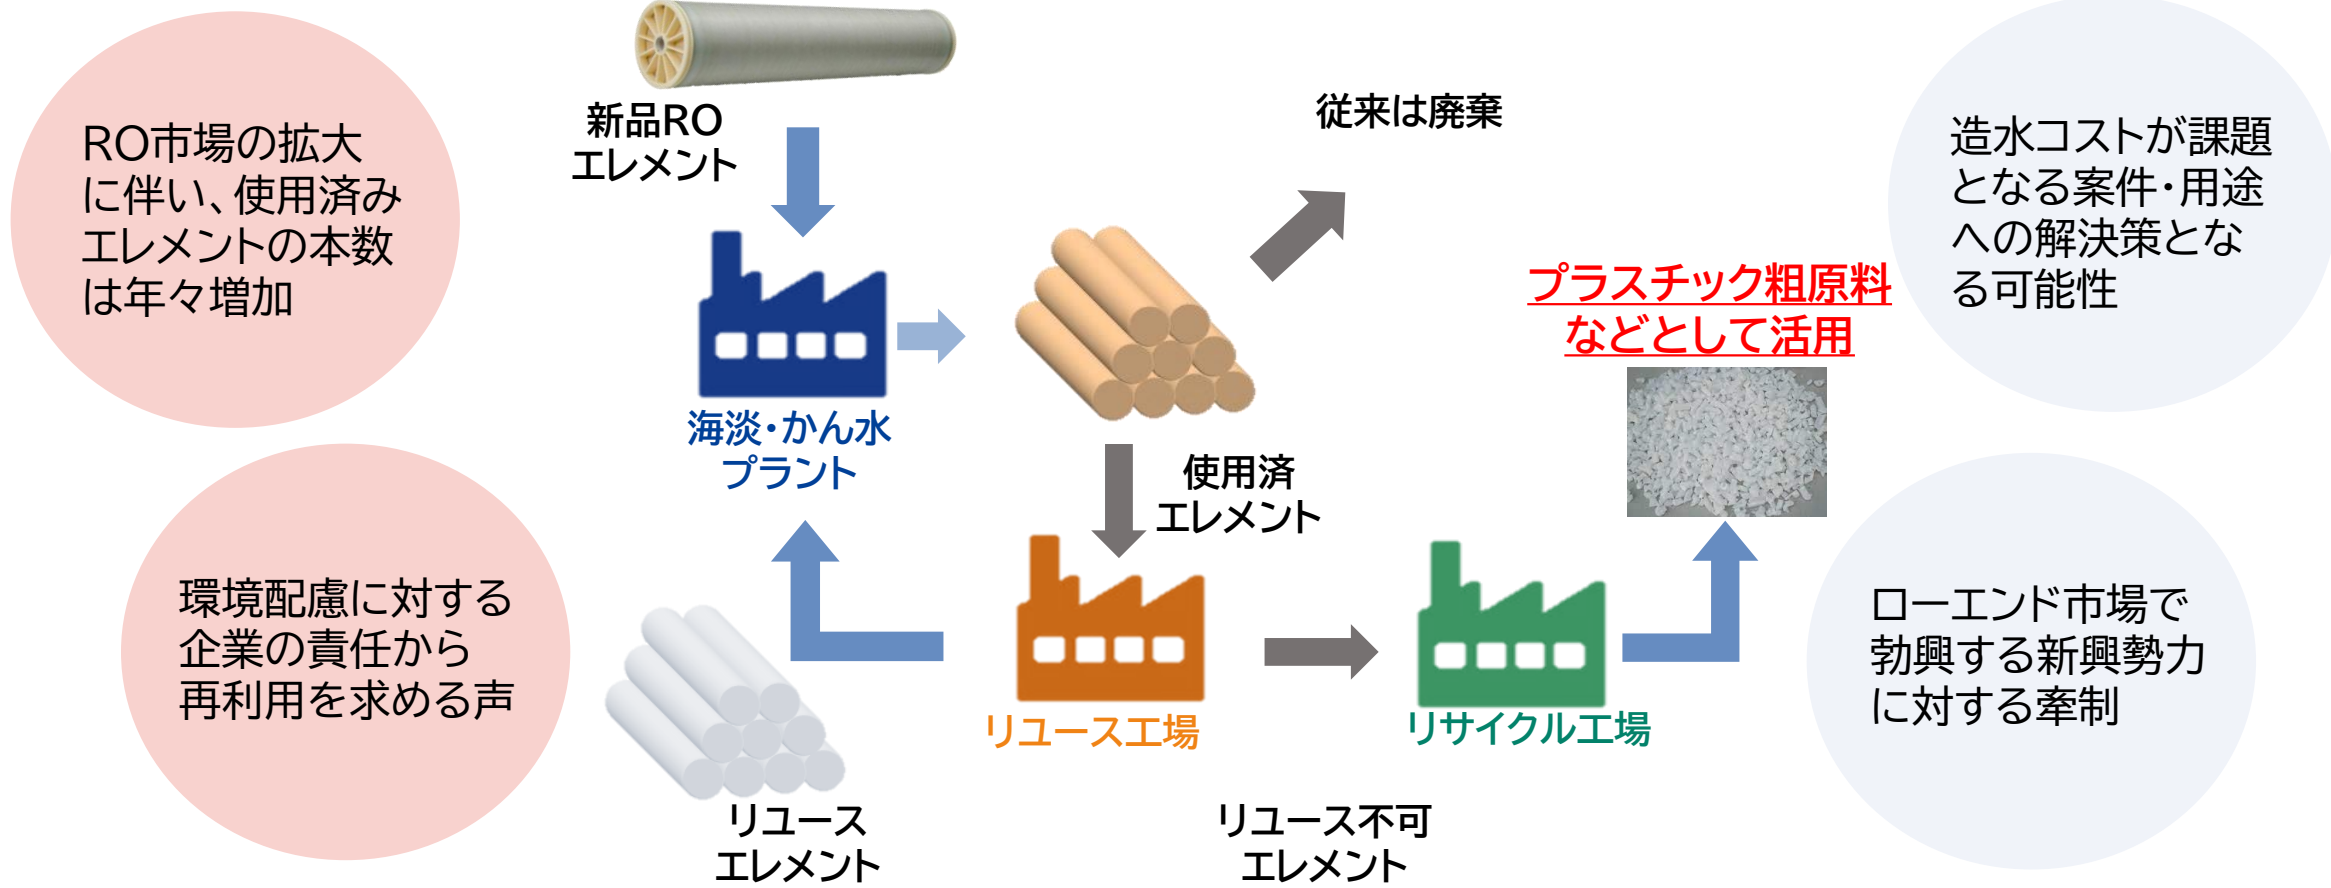 RO市場の拡大
に伴い、使用済み
エレメントの本数
は年々増加
環境配慮に対する
企業の責任から
再利用を求める声
新品RO
エレメント
従来は廃棄
海淡・かん水
プラント
使用済
エレメント
プラスチック粗原料
などとして活用
リユース工場
リサイクル工場
リユース
エレメント
リユース不可
エレメント
造水コストが課題
となる案件・用途
への解決策とな
る可能性
ローエンド市場で
勃興する新興勢力
に対する牽制